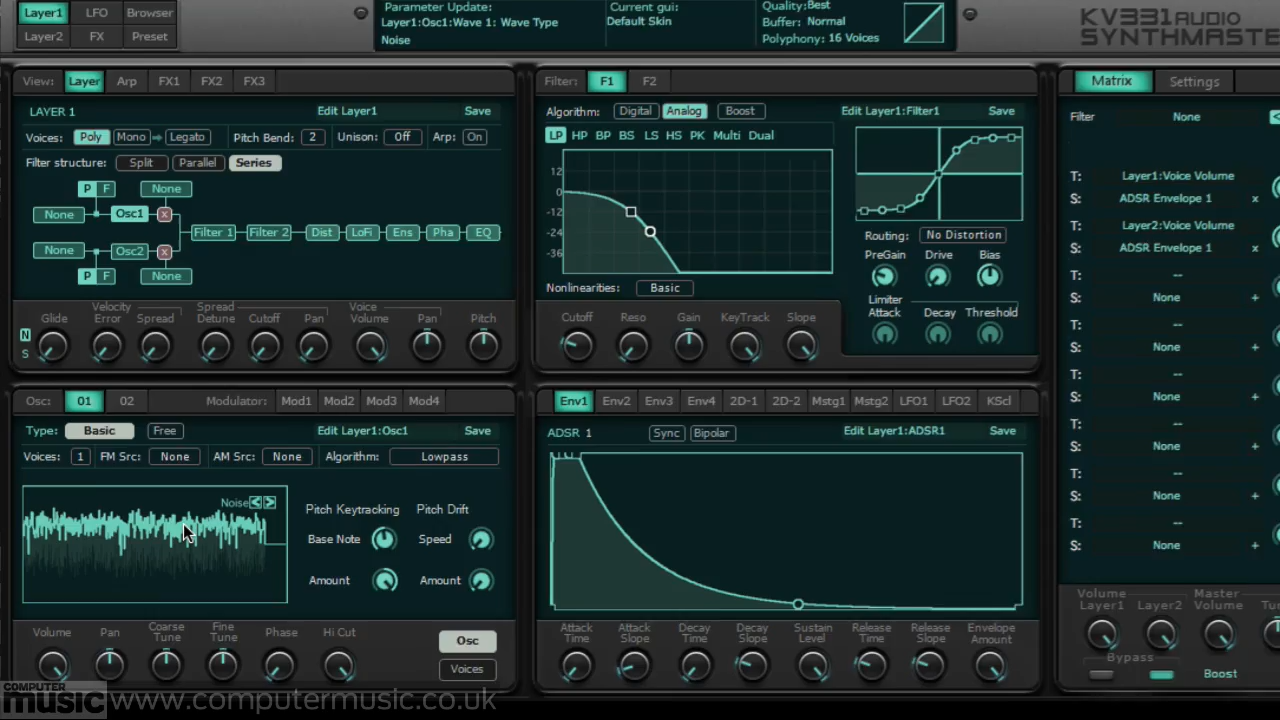 Layer1 LFO Browser
Layer2 FX Preset
Parameter Update:
Layer1:Osc1:Wave 1: Wave Type
Noise
Current gui:
Default Skin
Quality:Best
Buffer: Normal
Polyphony: 16 Voices
KV331AUDIO
SYNTHMASTE
View: Layer Arp FX1 FX2 FX3
LAYER 1 Edit Layer1 Save
Voices: Poly Mono Legato Pitch Bend: 2 Unison: Off Arp: On
Filter structure: Split Parallel Series
P F None
None Osc1 x
Filter 1 Filter 2 Dist LoFi Ens Pha EQ
None Osc2 x
P F None
Velocity Spread Voice
Glide Error Spread Detune Cutoff Pan Volume Pan Pitch
N
S
Filter: F1 F2
Algorithm: Digital Analog Boost Edit Layer1:Filter1 Save
LP HP BP BS LS HS PK Multi Dual
12
0
-12
-24
-36
Nonlinearities: Basic
Routing: No Distortion
PreGain Drive Bias
Limiter
Attack Decay Threshold
Cutoff Reso Gain KeyTrack Slope
Matrix Settings
Filter None
T: Layer1:Voice Volume
S: ADSR Envelope 1 x
T: Layer2:Voice Volume
S: ADSR Envelope 1 x
T: --
S: None +
T: --
S: None +
T: --
S: None +
T: --
S: None +
T: --
S: None +
T: --
S: None +
Volume Master
Layer1 Layer2 Volume Tu
Bypass
Boost
Osc: 01 02 Modulator: Mod1 Mod2 Mod3 Mod4
Type: Basic Free Edit Layer1:Osc1 Save
Voices: 1 FM Src: None AM Src: None Algorithm: Lowpass
Noise < >
Pitch Keytracking Pitch Drift
Base Note Speed
Amount Amount
Volume Pan Coarse Tune Fine Tune Phase Hi Cut
Osc
Voices
Env1 Env2 Env3 Env4 2D-1 2D-2 Mstg1 Mstg2 LFO1 LFO2 KScl
ADSR 1 Sync Bipolar Edit Layer1:ADSR1 Save
Attack Time Attack Slope Decay Time Decay Slope Sustain Level Release Time Release Slope Envelope Amount
COMPUTER
music www.computermusic.co.uk